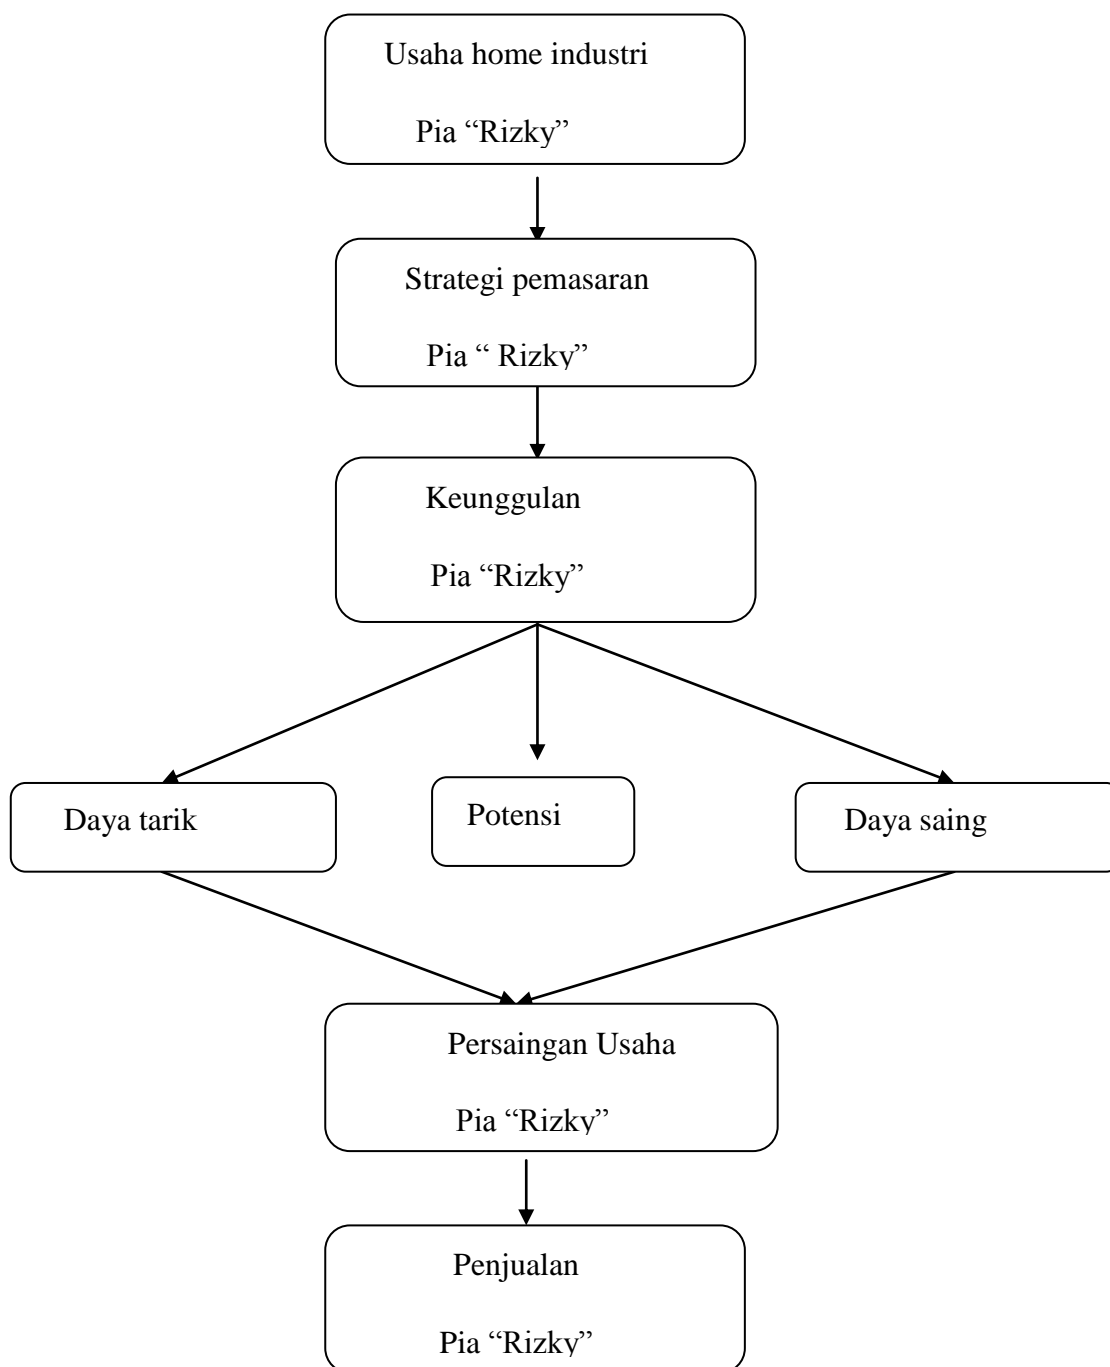 Usaha home industri
Pia “Rizky”
Strategi pemasaran
Pia “ Rizky”
Keunggulan
Pia “Rizky”
Daya tarik
Potensi
Daya saing
Persaingan Usaha
Pia “Rizky”
Penjualan
Pia “Rizky”